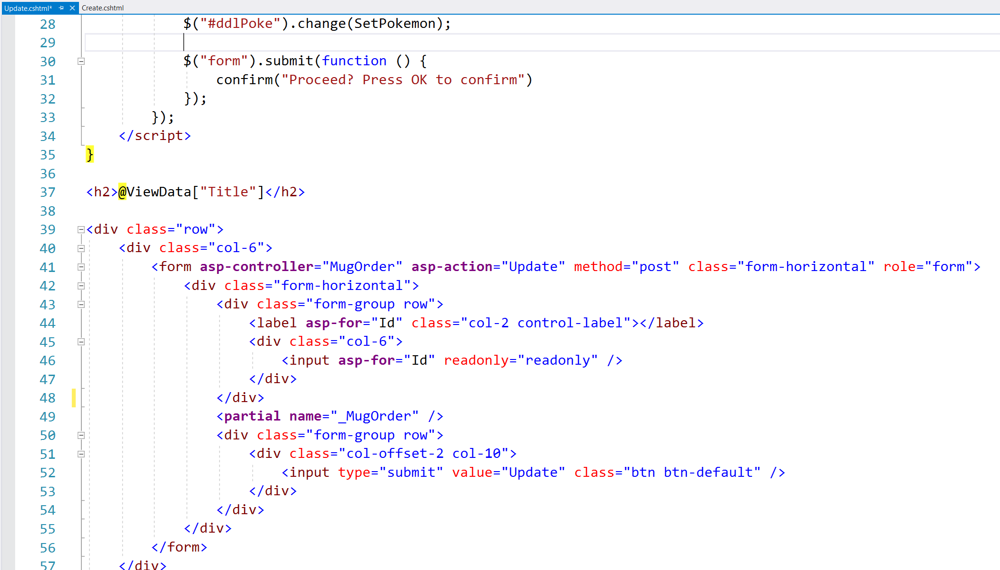 Update.cshtml* Create.cshtml
28 $("#ddlPoke").change(SetPokemon);
29
30 $("form").submit(function () {
31 confirm("Proceed? Press OK to confirm")
32 });
33 });
34 </script>
35 }
36
37 <h2>@ViewData["Title"]</h2>
38
39 <div class="row">
40 <div class="col-6">
41 <form asp-controller="MugOrder" asp-action="Update" method="post" class="form-horizontal" role="form">
42 <div class="form-horizontal">
43 <div class="form-group row">
44 <label asp-for="Id" class="col-2 control-label"></label>
45 <div class="col-6">
46 <input asp-for="Id" readonly="readonly" />
47 </div>
48 </div>
49 <partial name="_MugOrder" />
50 <div class="form-group row">
51 <div class="col-offset-2 col-10">
52 <input type="submit" value="Update" class="btn btn-default" />
53 </div>
54 </div>
55 </div>
56 </form>
57 </div>